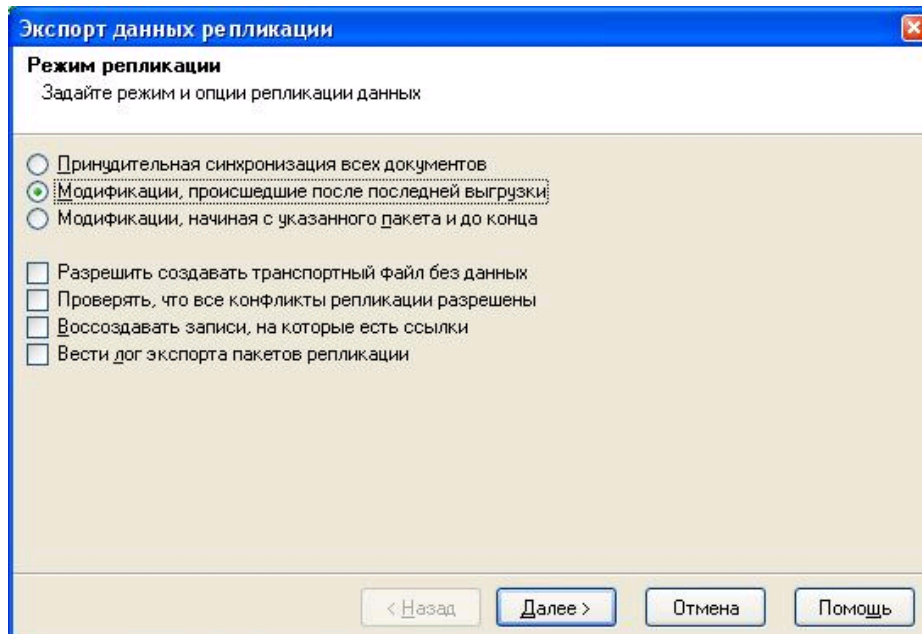 Экспорт данных репликации
Режим репликации
Задайте режим и опции репликации данных
Принудительная синхронизация всех документов
Модификации, происшедшие после последней выгрузки
Модификации, начиная с указанного пакета и до конца
Разрешить создавать транспортный файл без данных
Проверять, что все конфликты репликации разрешены
Воссоздавать записи, на которые есть ссылки
Вести лог экспорта пакетов репликации
< Назад Далее > Отмена Помощь